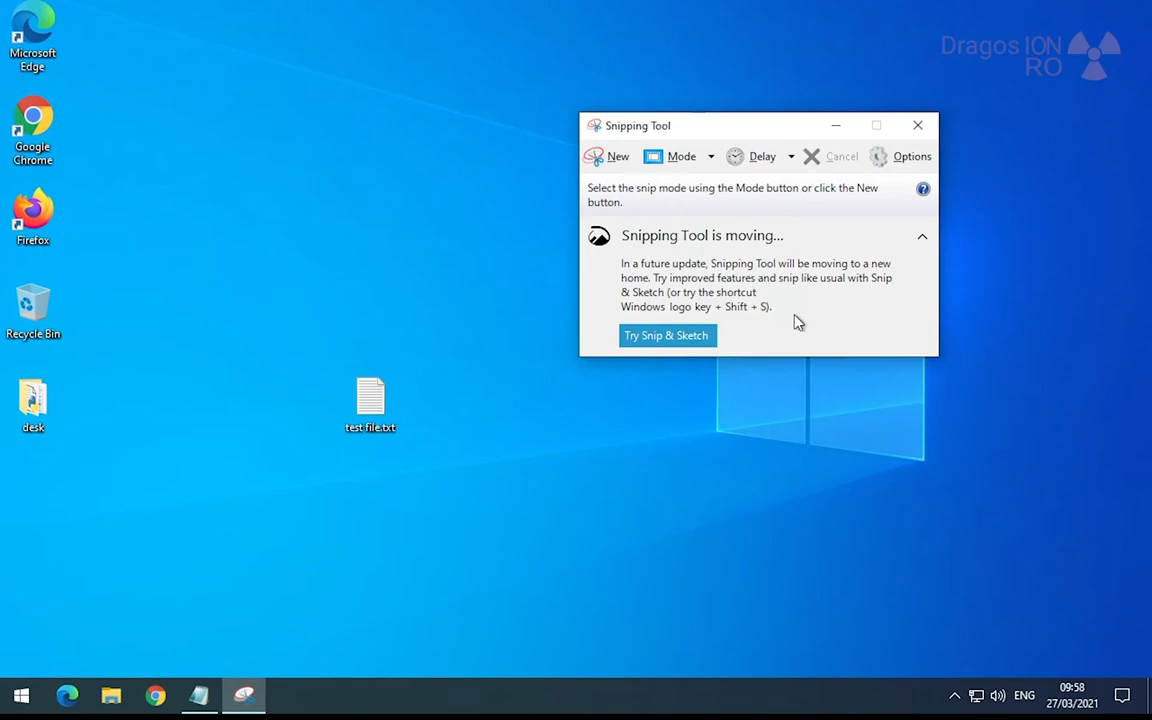 Microsoft
Edge
Google
Chrome
Firefox
Recycle Bin
desk
test file.txt
Dragos ION
RO
Snipping Tool
New
Mode
Delay
Cancel
Options
Select the snip mode using the Mode button or click the New
button.
Snipping Tool is moving...
In a future update, Snipping Tool will be moving to a new
home. Try improved features and snip like usual with Snip
& Sketch (or try the shortcut
Windows logo key + Shift + S).
Try Snip & Sketch
ENG
09:58
27/03/2021